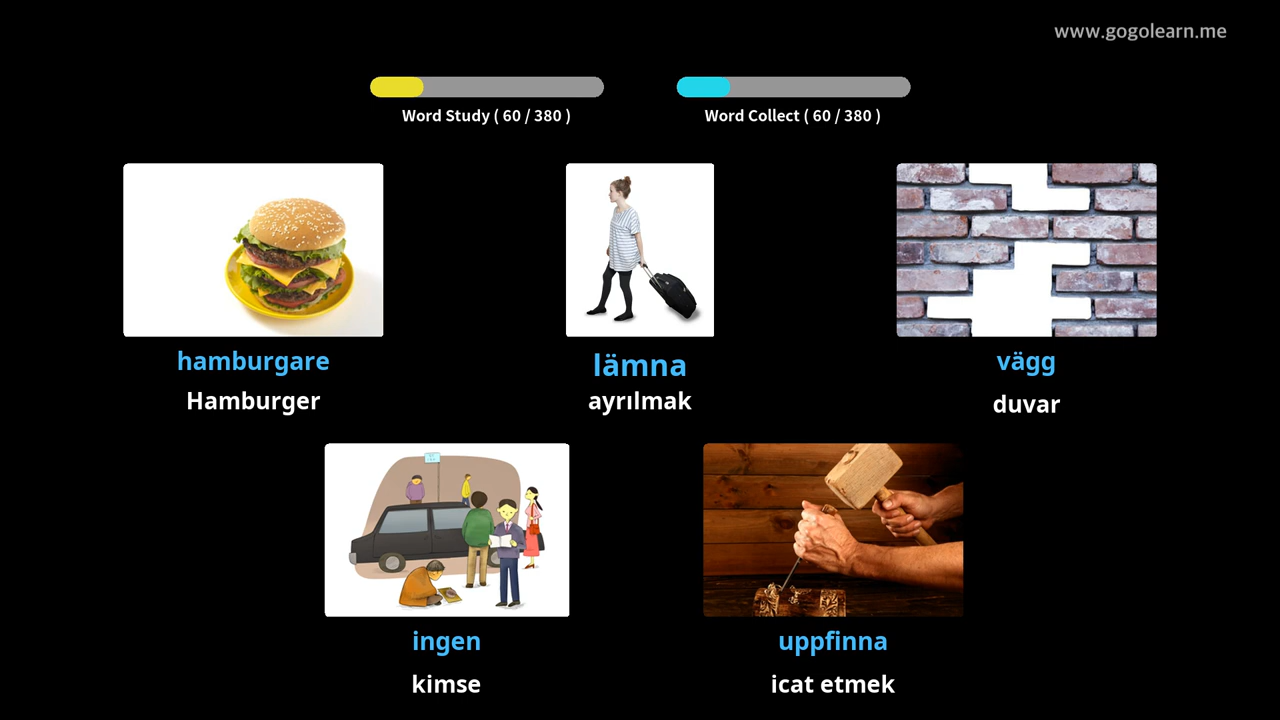 www.gogolearn.me
Word Study ( 60 / 380 )
Word Collect ( 60 / 380 )
hamburgare
Hamburger
lämna
ayrılmak
vägg
duvar
ingen
kimse
uppfinna
icat etmek